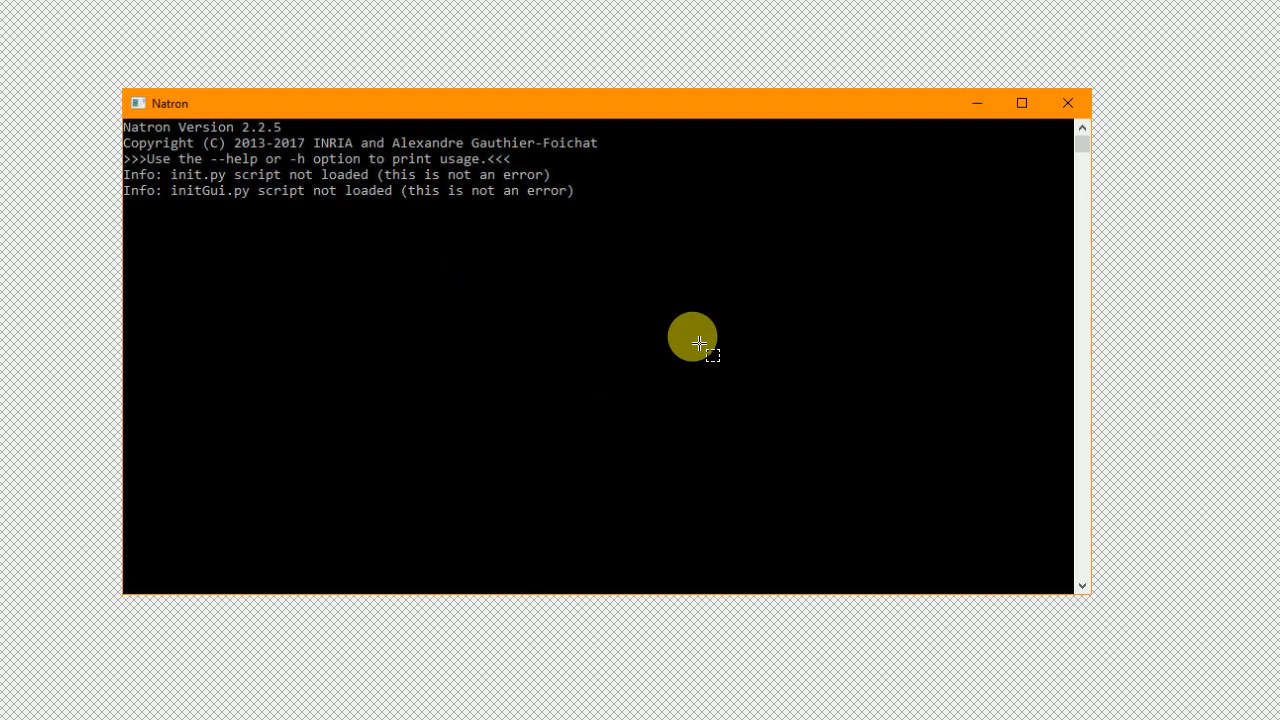 Natron
Natron Version 2.2.5
Copyright (C) 2013-2017 INRIA and Alexandre Gauthier-Foichat
>>>Use the --help or -h option to print usage.<<<
Info: init.py script not loaded (this is not an error)
Info: initGui.py script not loaded (this is not an error)